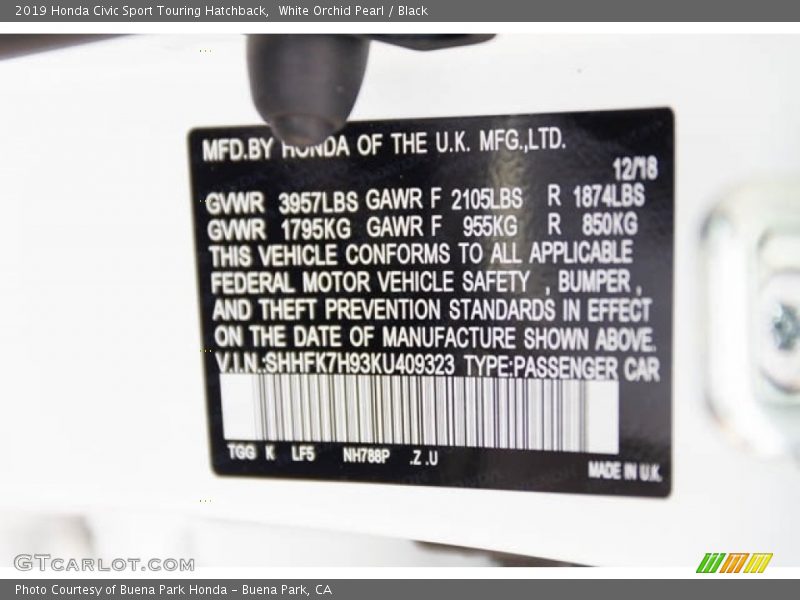 2019 Honda Civic Sport Touring Hatchback, White Orchid Pearl / Black
MFD.BY HONDA OF THE U.K. MFG.,LTD.
12/18
GVWR 3957LBS GAWR F 2105LBS R 1874LBS
GVWR 1795KG GAWR F 955KG R 850KG
THIS VEHICLE CONFORMS TO ALL APPLICABLE
FEDERAL MOTOR VEHICLE SAFETY , BUMPER ,
AND THEFT PREVENTION STANDARDS IN EFFECT
ON THE DATE OF MANUFACTURE SHOWN ABOVE.
V.I.N.:SHHFK7H93KU409323 TYPE:PASSENGER CAR
TGG K LF5 NH788P .Z .U
MADE IN U.K.
GTCARLOT.COM
Photo Courtesy of Buena Park Honda - Buena Park, CA